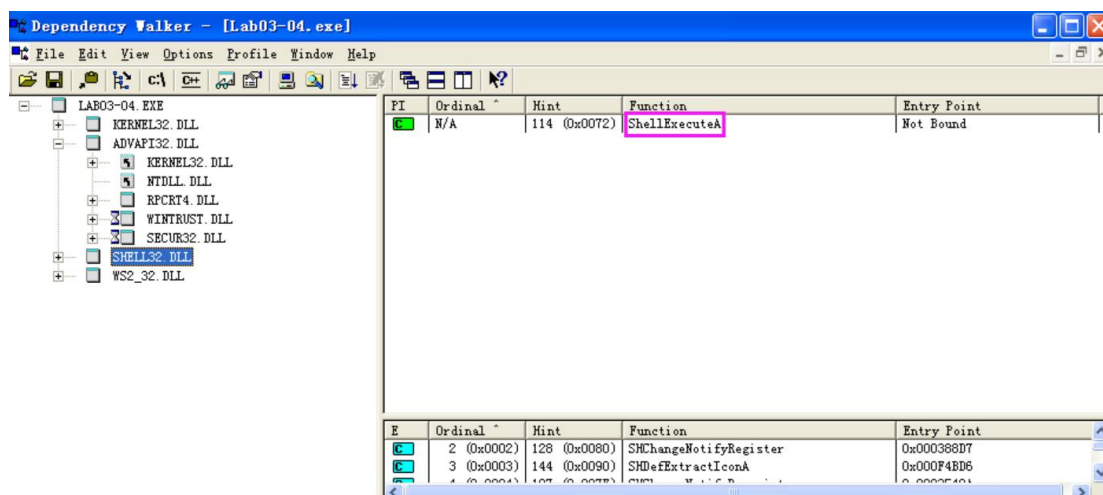 Dependency Walker - [Lab03-04.exe]
File Edit View Options Profile Window Help
c:\ C++
LAB03-04.EXE
KERNEL32.DLL
ADVAPI32.DLL
KERNEL32.DLL
NTDLL.DLL
RPCRT4.DLL
WINTRUST.DLL
SECUR32.DLL
SHELL32.DLL
WS2_32.DLL
PI Ordinal ^ Hint Function Entry Point
C N/A 114 (0x0072) ShellExecuteA Not Bound
E Ordinal ^ Hint Function Entry Point
C 2 (0x0002) 128 (0x0080) SHChangeNotifyRegister 0x000388D7
C 3 (0x0003) 144 (0x0090) SHDefExtractIconA 0x000F4BD6